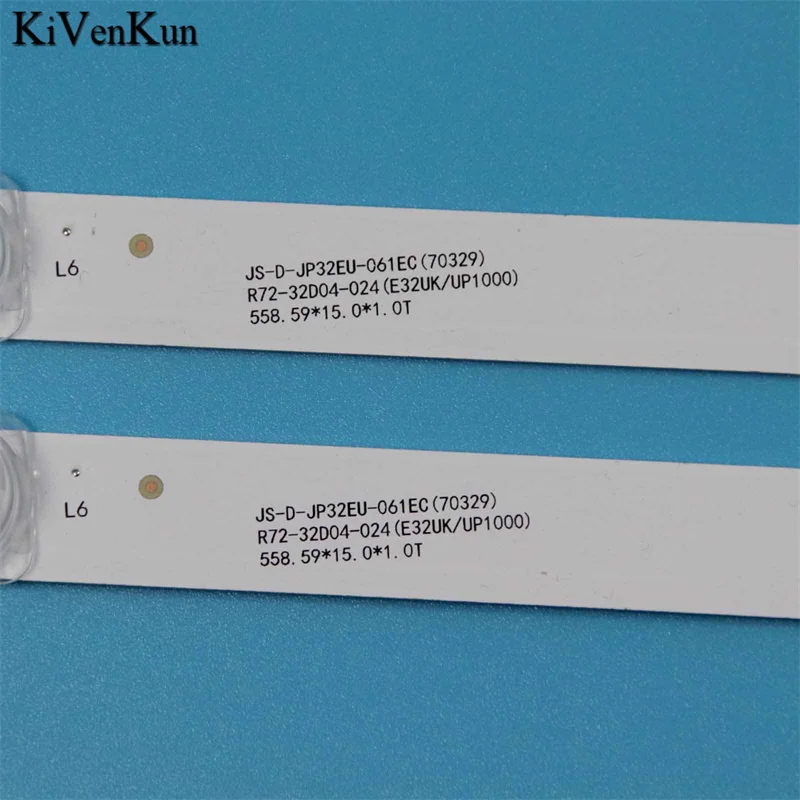 KiVenKun
L6
JS-D-JP32EU-061EC(70329)
R72-32D04-024(E32UK/UP1000)
558.59*15.0*1.0T
L6
JS-D-JP32EU-061EC(70329)
R72-32D04-024(E32UK/UP1000)
558.59*15.0*1.0T